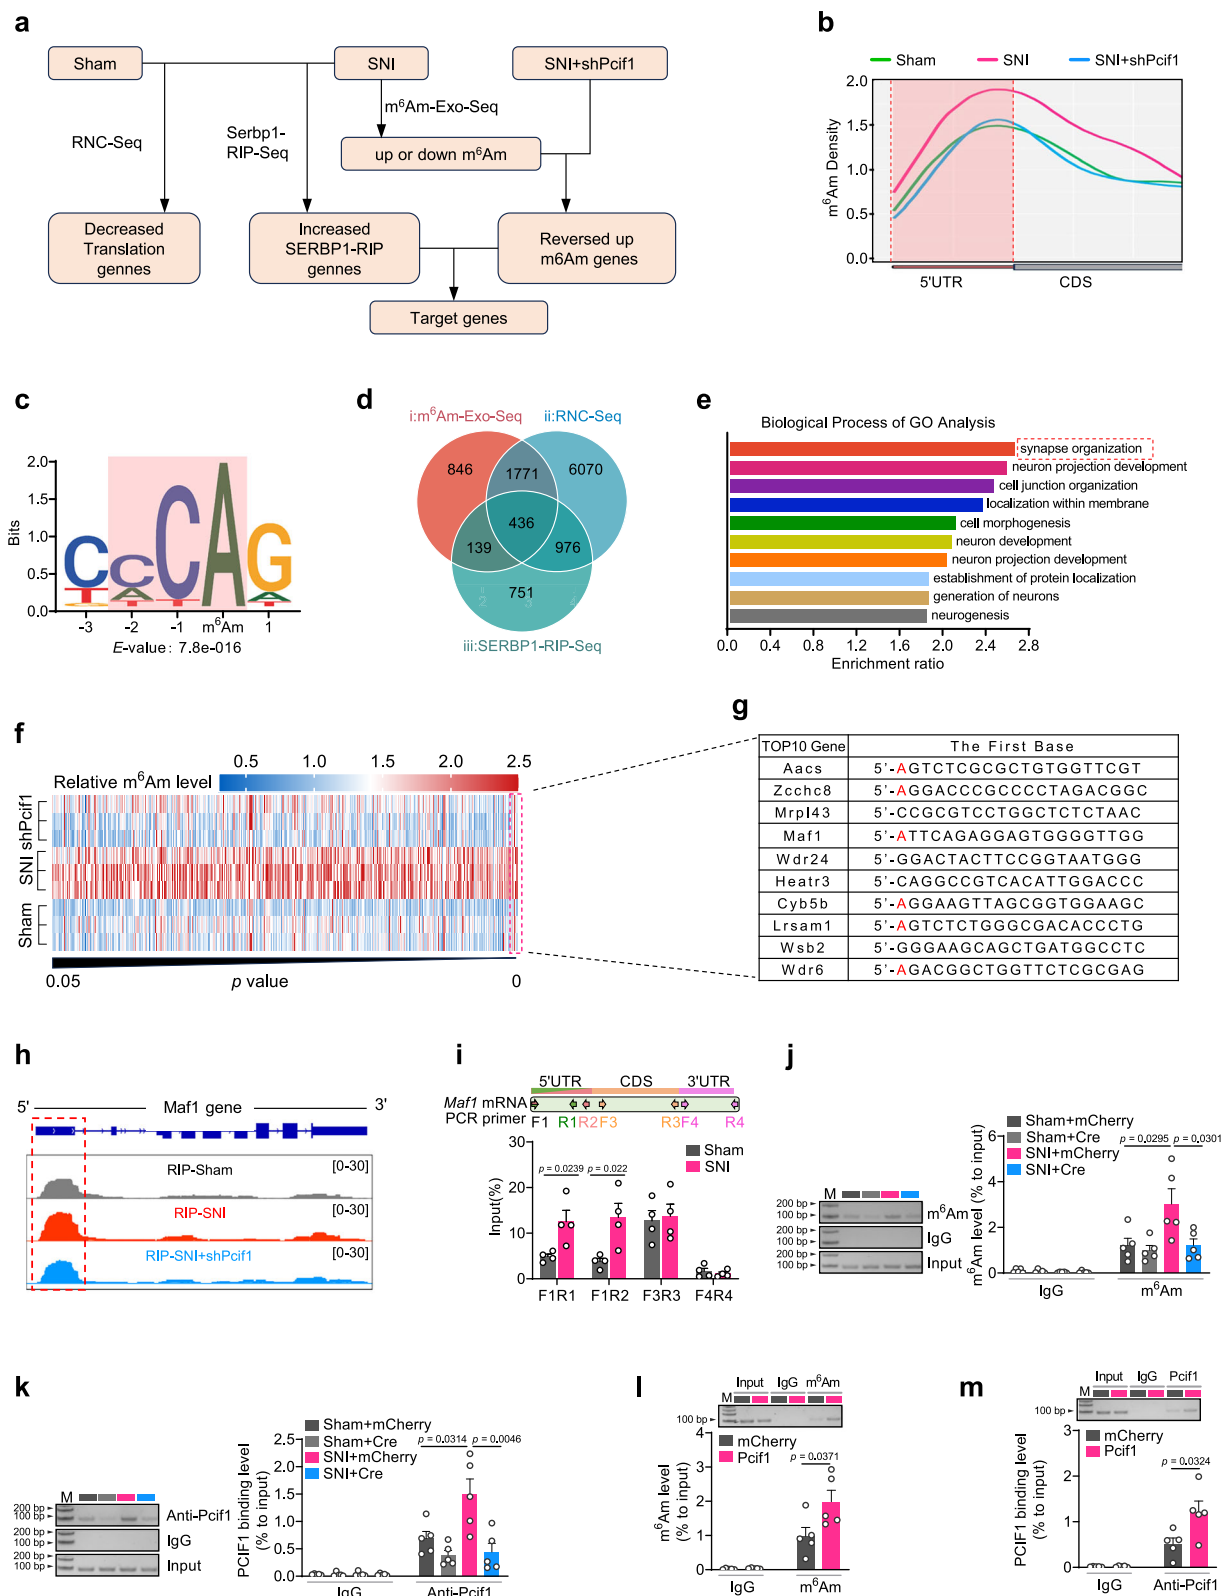 a
Sham
SNI
SNI+shPcif1
m⁶Am-Exo-Seq
RNC-Seq
Serbp1-
RIP-Seq
up or down m⁶Am
Decreased
Translation
gennes
Increased
SERBP1-RIP
gennes
Reversed up
m6Am genes
Target genes
b
Sham
SNI
SNI+shPcif1
m⁶Am Density
2.0
1.5
1.0
0.5
0.0
5'UTR
CDS
c
Bits
2.0
1.5
1.0
0.5
0.0
-3
-2
-1
m⁶Am
1
E-value: 7.8e-016
d
i:m⁶Am-Exo-Seq
ii:RNC-Seq
846
1771
6070
436
139
976
751
iii:SERBP1-RIP-Seq
e
Biological Process of GO Analysis
synapse organization
neuron projection development
cell junction organization
localization within membrane
cell morphogenesis
neuron development
neuron projection development
establishment of protein localization
generation of neurons
neurogenesis
0.0 0.4 0.8 1.2 1.6 2.0 2.4 2.8
Enrichment ratio
f
Relative m⁶Am level
0.5 1.0 1.5 2.0 2.5
SNI shPcif1
SNI
Sham
0.05
p value
0
g
TOP10 Gene The First Base
Aacs 5'-AGTCTCGCGCTGTGGTTCGT
Zcchc8 5'-AGGACCCGCCCCTAGACGGC
Mrpl43 5'-CCGCGTCCTGGCTCTCTAAC
Maf1 5'-ATTCAGAGGAGTGGGGTTGG
Wdr24 5'-GGACTACTTCCGGTAATGGG
Heatr3 5'-CAGGCCGTCACATTGGACCC
Cyb5b 5'-AGGAAGTTAGCGGTGGAAGC
Lrsam1 5'-AGTCTCTGGGCGACACCCTG
Wsb2 5'-GGGAAGCAGCTGATGGCCTC
Wdr6 5'-AGACGGCTGGTTCTCGCGAG
h
5'
Maf1 gene
3'
RIP-Sham
[0-30]
RIP-SNI
[0-30]
RIP-SNI+shPcif1
[0-30]
i
5'UTR CDS 3'UTR
Maf1 mRNA
PCR primer F1 R1 R2 F3 R3 F4 R4
Sham
SNI
p = 0.0239
p = 0.022
Input(%)
30
20
10
0
F1R1 F1R2 F3R3 F4R4
j
M
200 bp
100 bp
m⁶Am
200 bp
100 bp
IgG
200 bp
100 bp
Input
Sham+mCherry
Sham+Cre
SNI+mCherry
SNI+Cre
p = 0.0295
p = 0.0301
m⁶Am level (% to input)
6
4
2
0
IgG
m⁶Am
k
M
200 bp
100 bp
Anti-Pcif1
200 bp
100 bp
IgG
200 bp
100 bp
Input
Sham+mCherry
Sham+Cre
SNI+mCherry
SNI+Cre
p = 0.0314
p = 0.0046
PCIF1 binding level
(% to input)
2.5
2.0
1.5
1.0
0.5
0.0
IgG
Anti-Pcif1
l
Input IgG m⁶Am
M
100 bp
mCherry
Pcif1
p = 0.0371
m⁶Am level
(% to input)
4
3
2
1
0
IgG
m⁶Am
m
Input IgG Pcif1
M
100 bp
mCherry
Pcif1
p = 0.0324
PCIF1 binding level
(% to input)
3
2
1
0
IgG
Anti-Pcif1